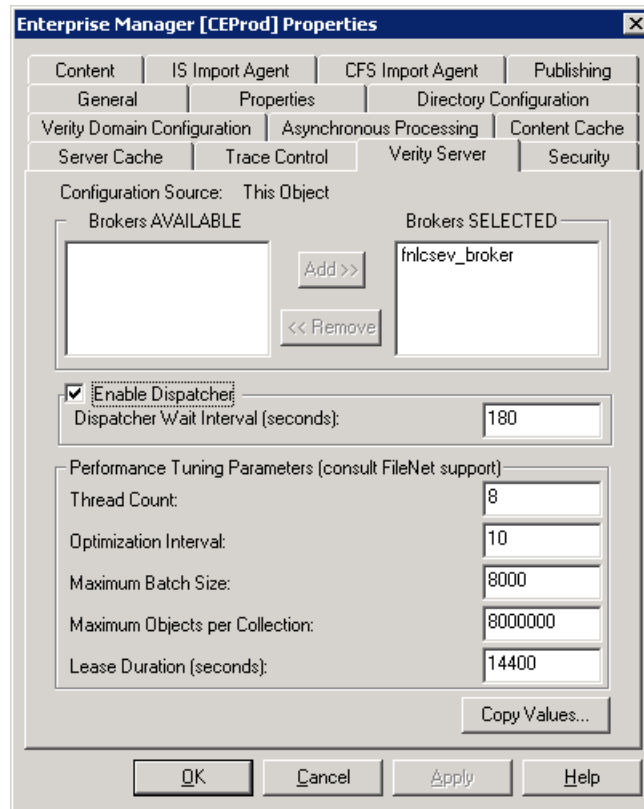 Enterprise Manager [CEProd] Properties
Content IS Import Agent CFS Import Agent Publishing
General Properties Directory Configuration
Verity Domain Configuration Asynchronous Processing Content Cache
Server Cache Trace Control Verity Server Security
Configuration Source: This Object
Brokers AVAILABLE Brokers SELECTED
fnlcsev_broker
Add >>
<< Remove
Enable Dispatcher
Dispatcher Wait Interval (seconds): 180
Performance Tuning Parameters (consult FileNet support)
Thread Count: 8
Optimization Interval: 10
Maximum Batch Size: 8000
Maximum Objects per Collection: 8000000
Lease Duration (seconds): 14400
Copy Values...
OK Cancel Apply Help